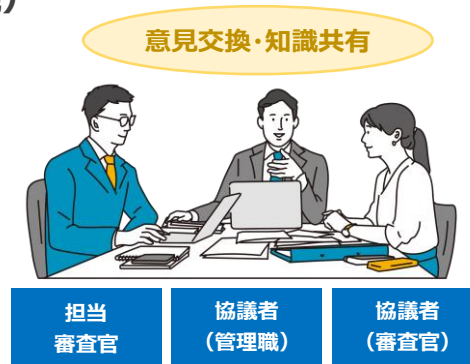 意見交換・知識共有
担当
審査官
協議者
（管理職）
協議者
（審査官）